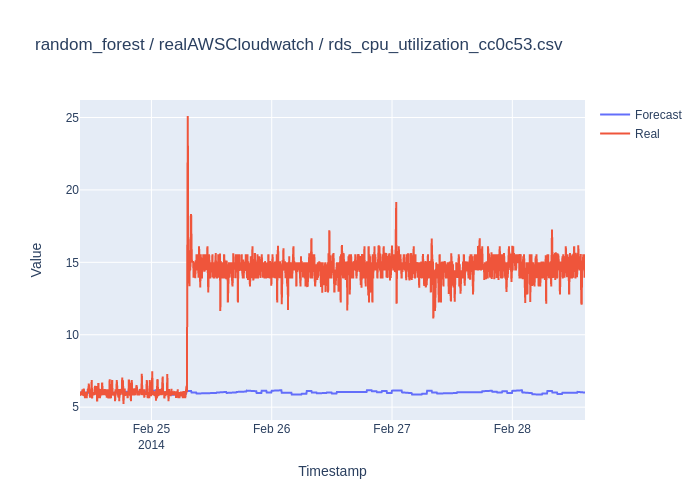 random_forest / realAWSCloudwatch / rds_cpu_utilization_cc0c53.csv
Forecast
Real
Value
25
20
15
10
5
Feb 25
2014
Feb 26
Feb 27
Feb 28
Timestamp